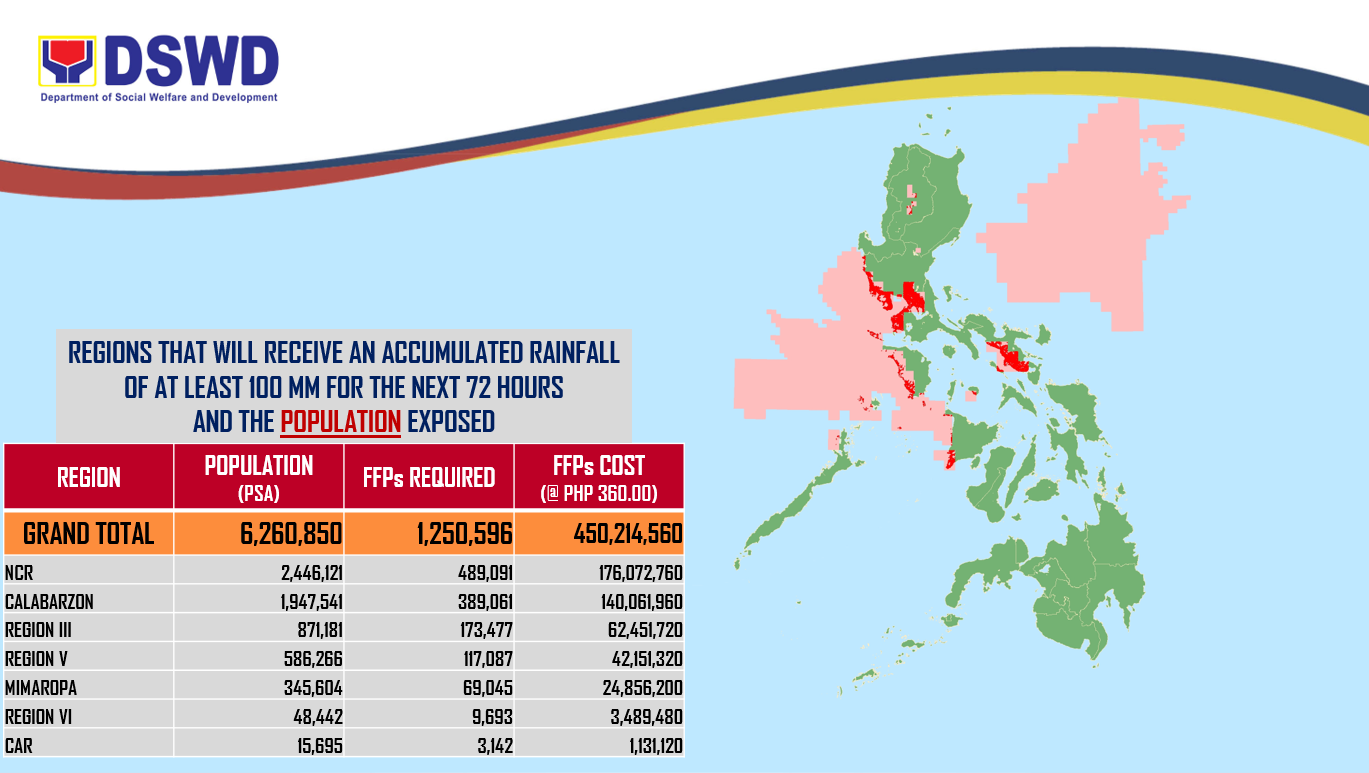 DSWD
Department of Social Welfare and Development
REGIONS THAT WILL RECEIVE AN ACCUMULATED RAINFALL
OF AT LEAST 100 MM FOR THE NEXT 72 HOURS
AND THE POPULATION EXPOSED
REGION POPULATION (PSA) FFPs REQUIRED FFPs COST (@ PHP 360.00)
GRAND TOTAL 6,260,850 1,250,596 450,214,560
NCR 2,446,121 489,091 176,072,760
CALABARZON 1,947,541 389,061 140,061,960
REGION III 871,181 173,477 62,451,720
REGION V 586,266 117,087 42,151,320
MIMAROPA 345,604 69,045 24,856,200
REGION VI 48,442 9,693 3,489,480
CAR 15,695 3,142 1,131,120